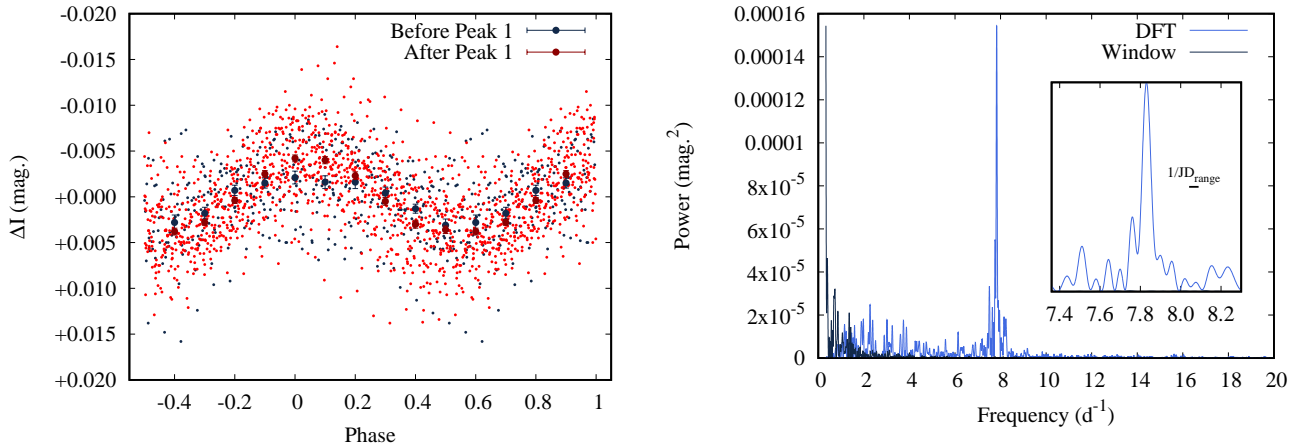 -0.020
-0.015
-0.010
-0.005
+0.000
+0.005
+0.010
+0.015
+0.020
ΔI (mag.)
Before Peak 1
After Peak 1
-0.4 -0.2 0 0.2 0.4 0.6 0.8 1
Phase
0.00016
0.00014
0.00012
0.0001
8x10-5
6x10-5
4x10-5
2x10-5
0
Power (mag.2)
DFT
Window
1/JDrange
7.4 7.6 7.8 8.0 8.2
0 2 4 6 8 10 12 14 16 18 20
Frequency (d-1)